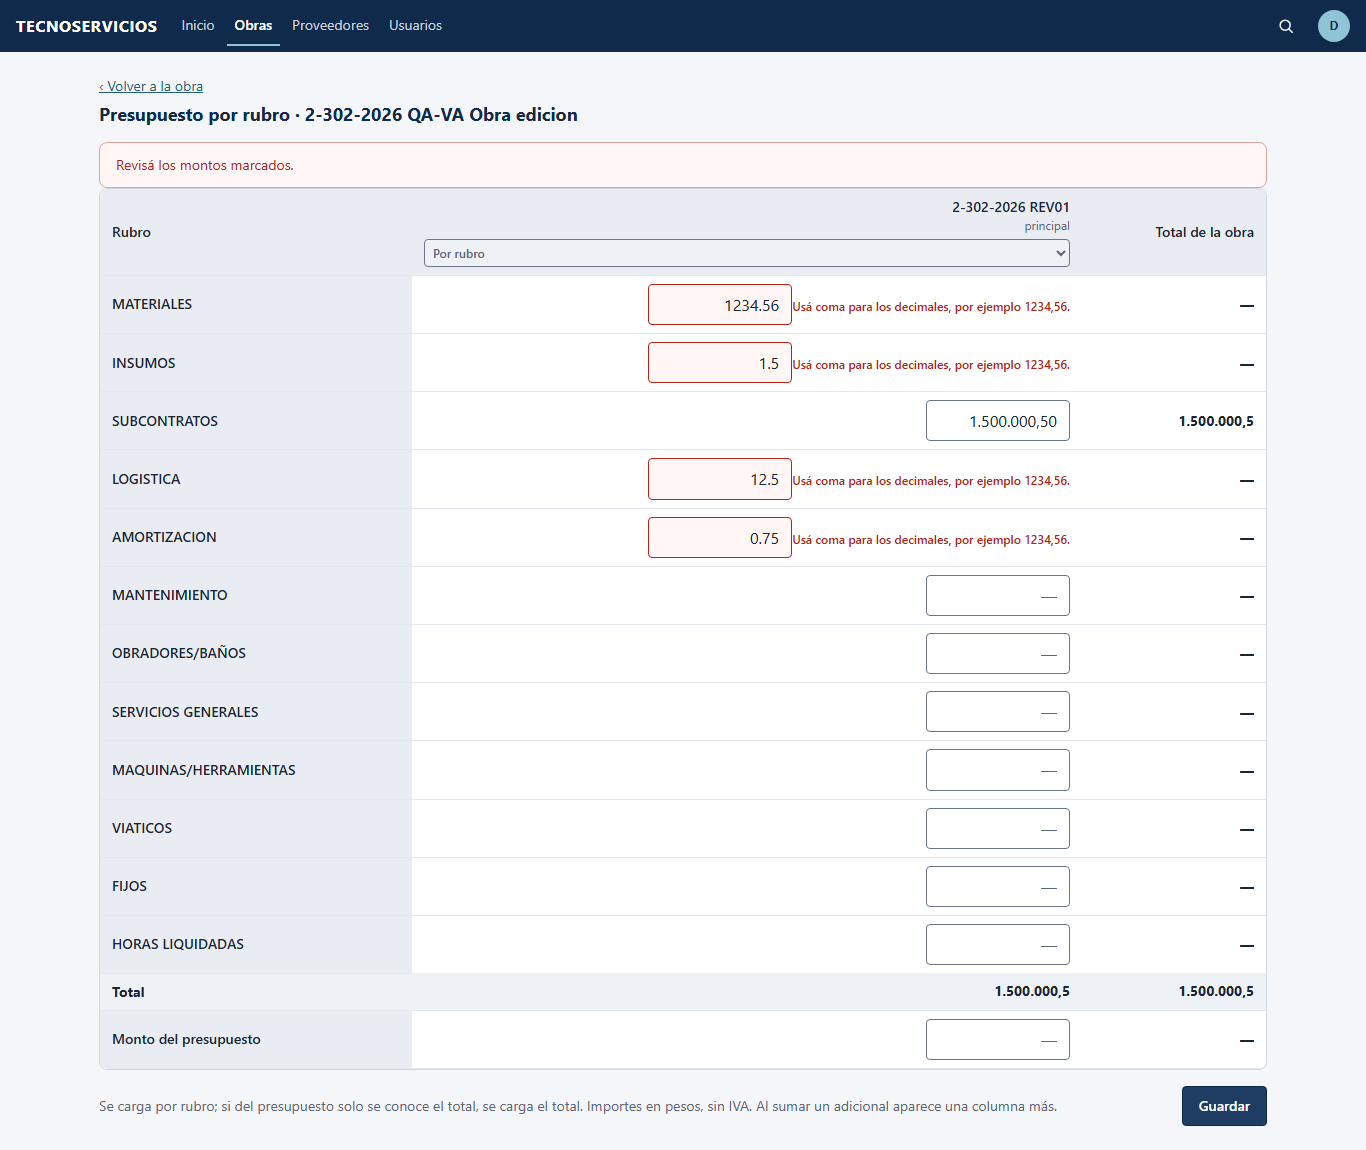 TECNOSERVICIOS Inicio Obras Proveedores Usuarios D
‹ Volver a la obra
Presupuesto por rubro · 2-302-2026 QA-VA Obra edicion
Revisá los montos marcados.
Rubro 2-302-2026 REV01 Total de la obra
principal
Por rubro
MATERIALES 1234.56 Usá coma para los decimales, por ejemplo 1234,56. —
INSUMOS 1.5 Usá coma para los decimales, por ejemplo 1234,56. —
SUBCONTRATOS 1.500.000,50 1.500.000,5
LOGISTICA 12.5 Usá coma para los decimales, por ejemplo 1234,56. —
AMORTIZACION 0.75 Usá coma para los decimales, por ejemplo 1234,56. —
MANTENIMIENTO — —
OBRADORES/BAÑOS — —
SERVICIOS GENERALES — —
MAQUINAS/HERRAMIENTAS — —
VIATICOS — —
FIJOS — —
HORAS LIQUIDADAS — —
Total 1.500.000,5 1.500.000,5
Monto del presupuesto — —
Se carga por rubro; si del presupuesto solo se conoce el total, se carga el total. Importes en pesos, sin IVA. Al sumar un adicional aparece una columna más. Guardar